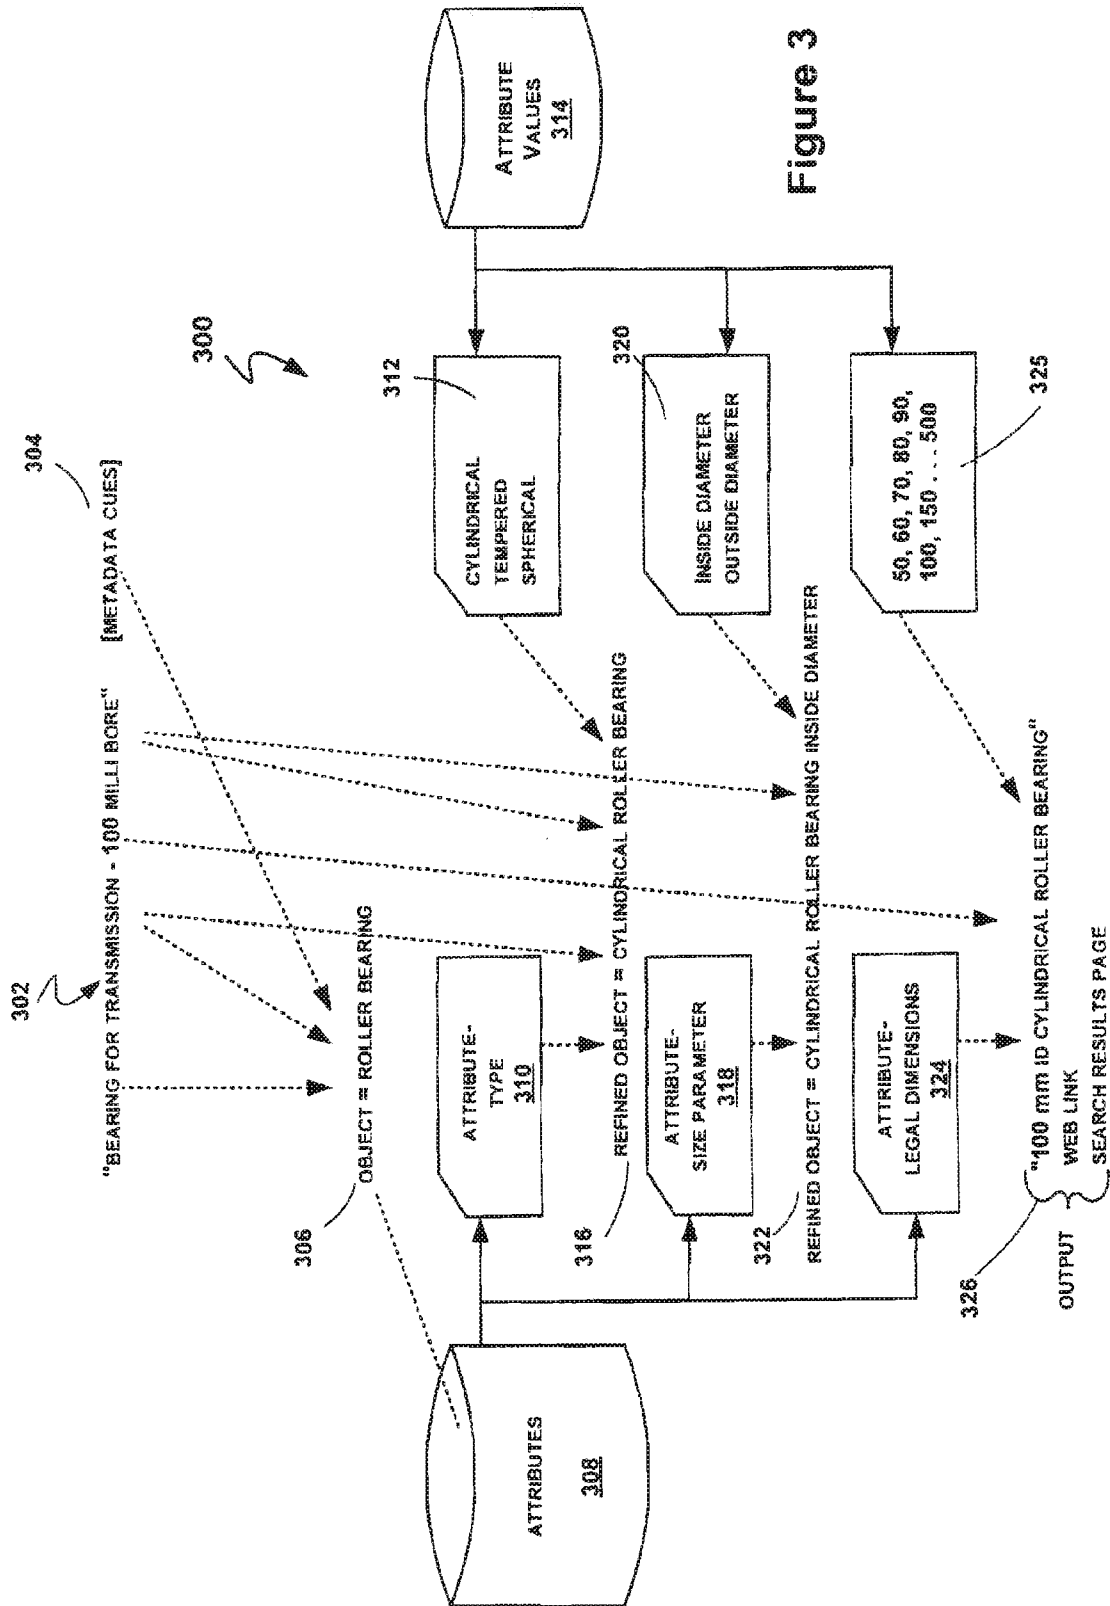 302
304
"BEARING FOR TRANSMISSION - 100 MILLI BORE" [METADATA CUES]
300
306
OBJECT = ROLLER BEARING
312
ATTRIBUTES
308
ATTRIBUTE-
TYPE
310
CYLINDRICAL
TEMPERED
SPHERICAL
ATTRIBUTE
VALUES
314
316
REFINED OBJECT = CYLINDRICAL ROLLER BEARING
320
ATTRIBUTE-
SIZE PARAMETER
318
INSIDE DIAMETER
OUTSIDE DIAMETER
322
REFINED OBJECT = CYLINDRICAL ROLLER BEARING INSIDE DIAMETER
ATTRIBUTE-
LEGAL DIMENSIONS
324
50, 60, 70, 80, 90,
100, 150 . . . 500
325
326
OUTPUT
"100 mm ID CYLINDRICAL ROLLER BEARING"
WEB LINK
SEARCH RESULTS PAGE
Figure 3